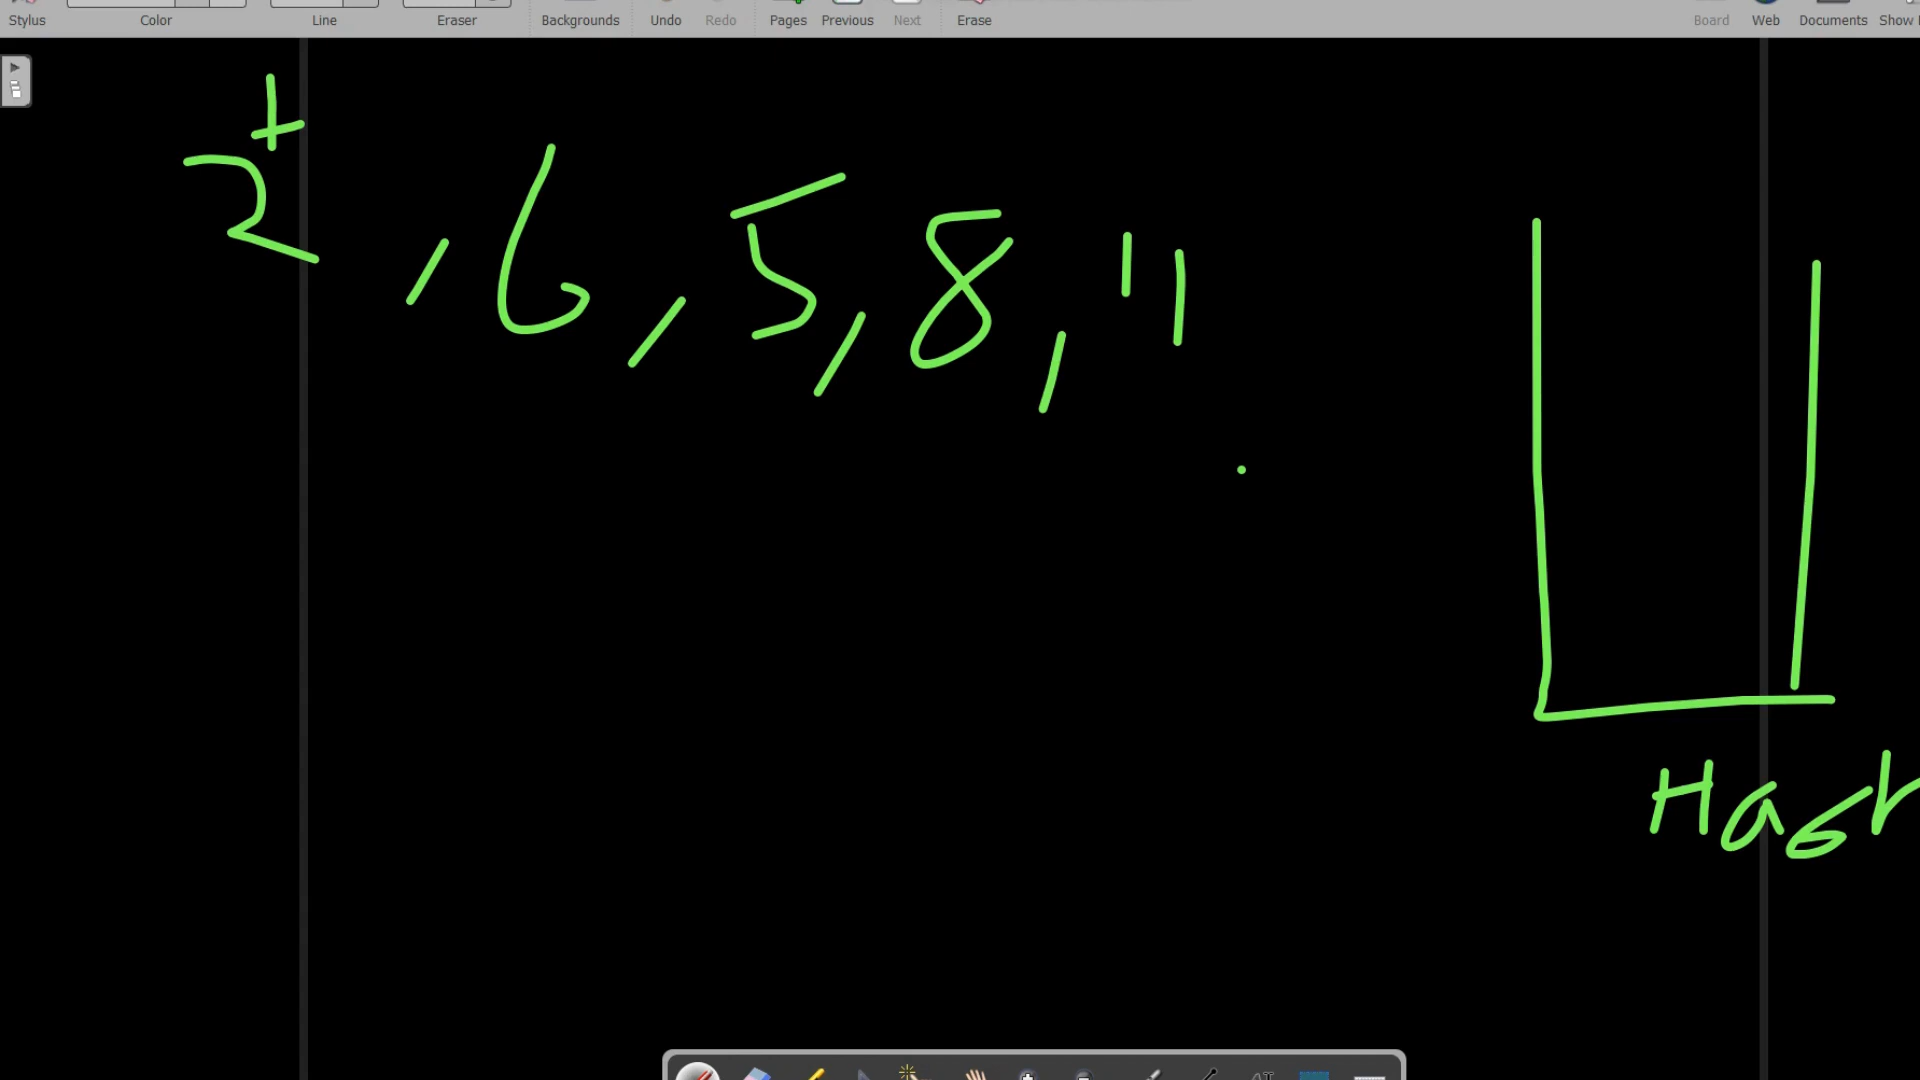 Stylus Color Line Eraser Backgrounds Undo Redo Pages Previous Next Erase Board Web Documents Show
+
2, 6, 5, 8, 11
Hash